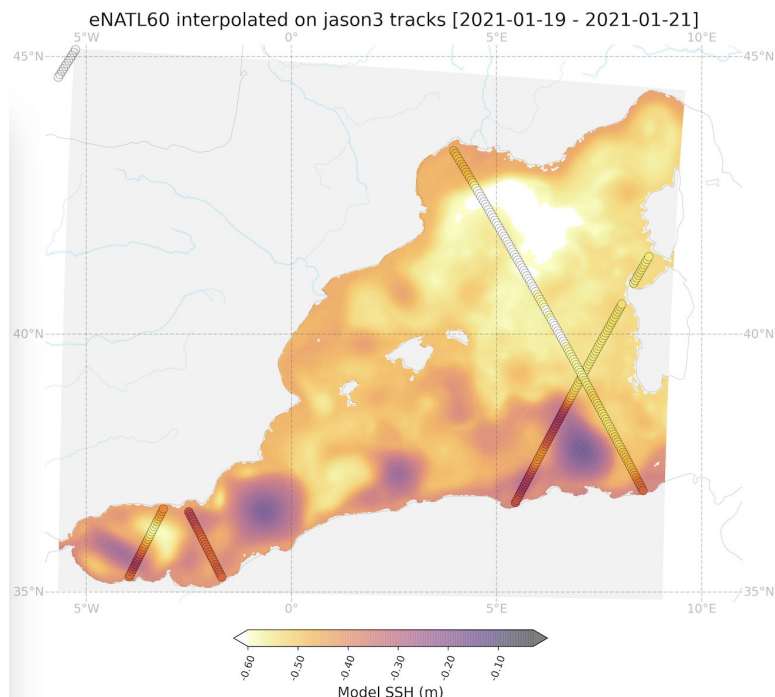 eNATL60 interpolated on jason3 tracks [2021-01-19 - 2021-01-21]
5°W 0° 5°E 10°E
45°N 45°N
40°N 40°N
35°N 35°N
5°W 0° 5°E 10°E
-0.60 -0.50 -0.40 -0.30 -0.20 -0.10
Model SSH (m)